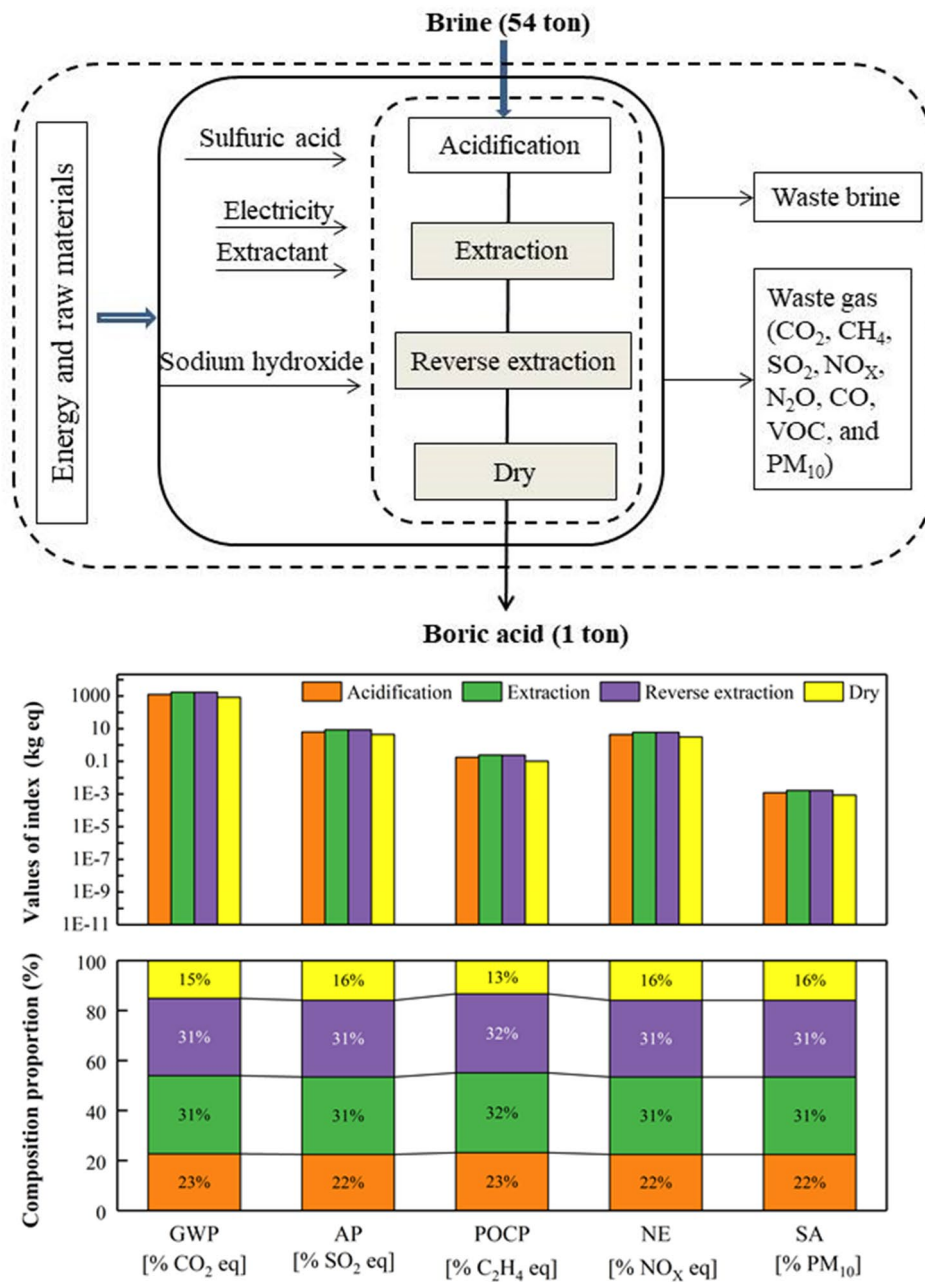 Brine (54 ton)
Energy and raw materials
Sulfuric acid
Electricity
Extractant
Sodium hydroxide
Acidification
Extraction
Reverse extraction
Dry
Waste brine
Waste gas
(CO₂, CH₄,
SO₂, NOₓ,
N₂O, CO,
VOC, and
PM₁₀)
Boric acid (1 ton)
Values of index (kg eq)
1000
10
0.1
1E-3
1E-5
1E-7
1E-9
1E-11
Acidification Extraction Reverse extraction Dry
Composition proportion (%)
100
80
60
40
20
0
15% 16% 13% 16% 16%
31% 31% 32% 31% 31%
31% 31% 32% 31% 31%
23% 22% 23% 22% 22%
GWP AP POCP NE SA
[% CO₂ eq] [% SO₂ eq] [% C₂H₄ eq] [% NOₓ eq] [% PM₁₀]